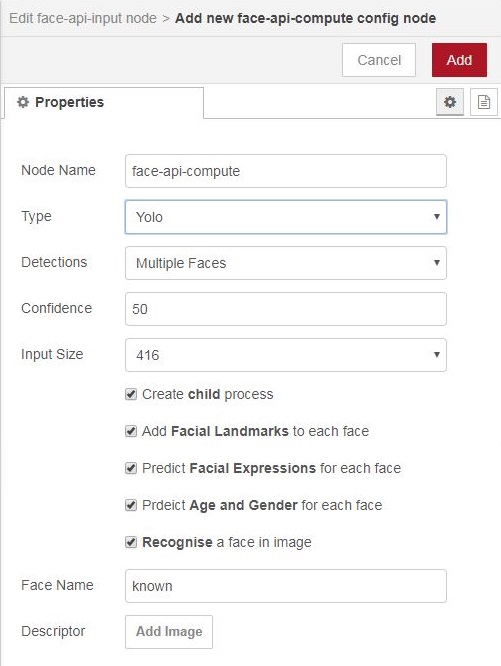 Edit face-api-input node > Add new face-api-compute config node
Cancel Add
Properties
Node Name face-api-compute
Type Yolo
Detections Multiple Faces
Confidence 50
Input Size 416
Create child process
Add Facial Landmarks to each face
Predict Facial Expressions for each face
Prdeict Age and Gender for each face
Recognise a face in image
Face Name known
Descriptor Add Image